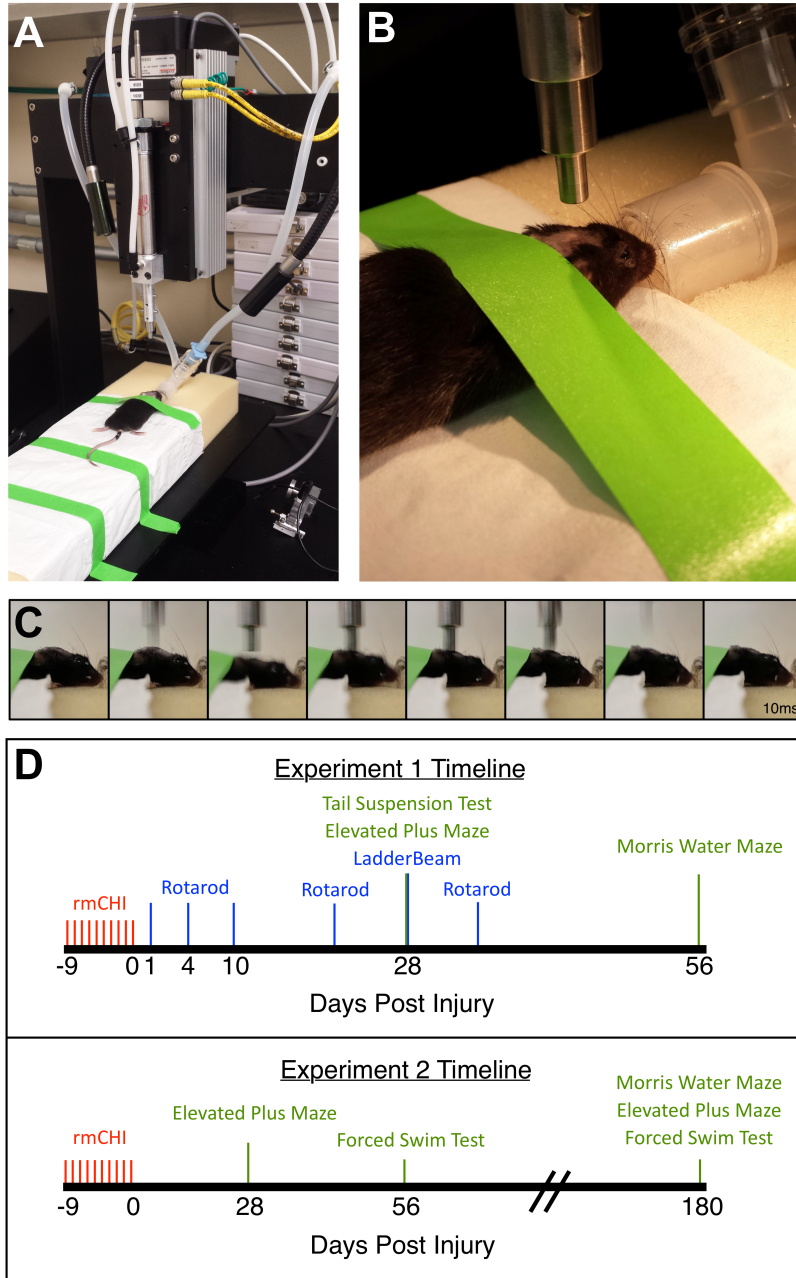 A
B
C
10ms
D
Experiment 1 Timeline
Tail Suspension Test
Elevated Plus Maze
LadderBeam
Morris Water Maze
rmCHI
Rotarod
Rotarod
Rotarod
-9 0 1 4 10 28 56
Days Post Injury
Experiment 2 Timeline
Morris Water Maze
Elevated Plus Maze
Elevated Plus Maze
Forced Swim Test
Forced Swim Test
rmCHI
-9 0 28 56 180
Days Post Injury